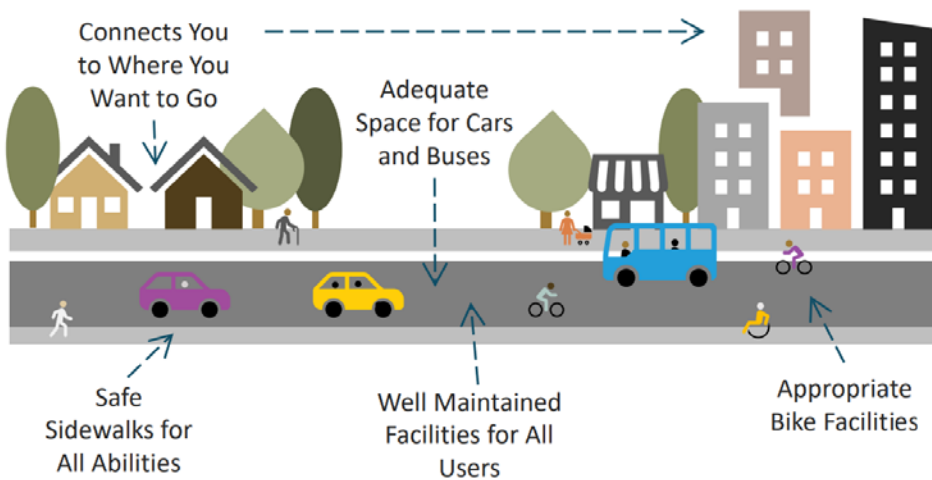 Connects You
to Where You
Want to Go
Adequate
Space for Cars
and Buses
Safe
Sidewalks for
All Abilities
Well Maintained
Facilities for All
Users
Appropriate
Bike Facilities